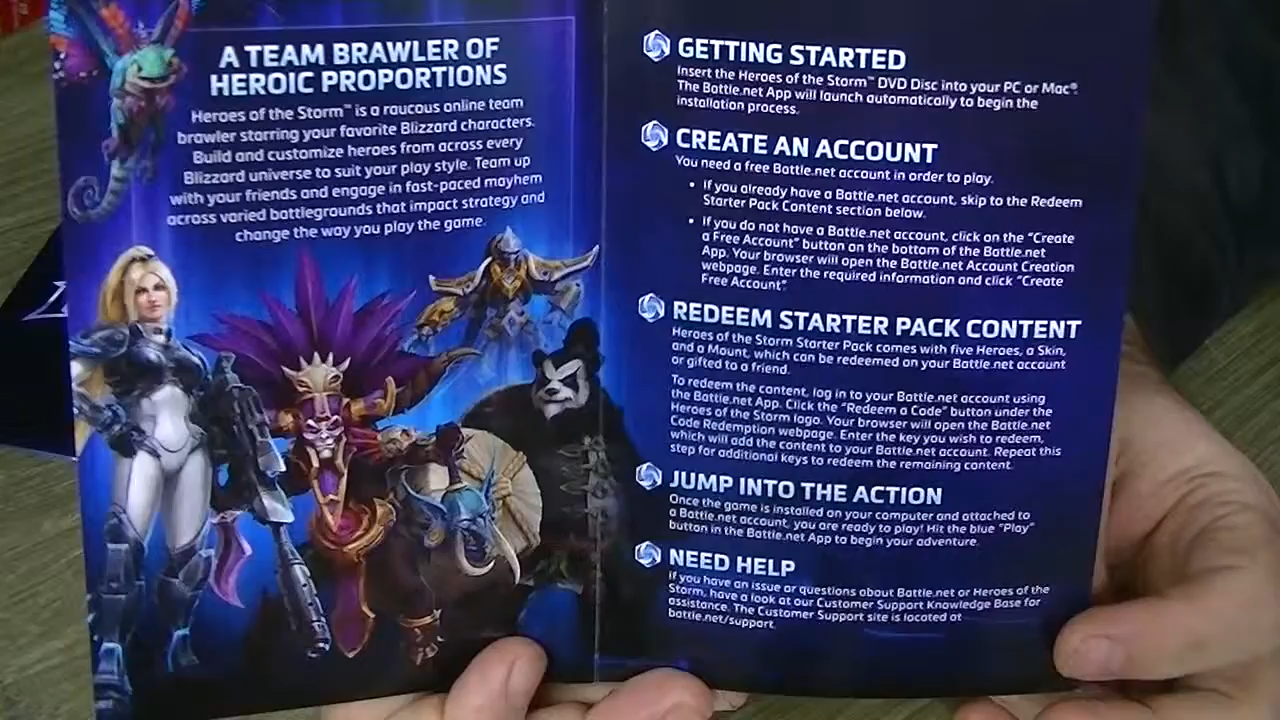 A TEAM BRAWLER OF
HEROIC PROPORTIONS
Heroes of the Storm™ is a raucous online team
brawler starring your favorite Blizzard characters.
Build and customize heroes from across every
Blizzard universe to suit your play style. Team up
with your friends and engage in fast-paced mayhem
across varied battlegrounds that impact strategy and
change the way you play the game.
GETTING STARTED
Insert the Heroes of the Storm™ DVD Disc into your PC or Mac®.
The Battle.net App will launch automatically to begin the
installation process.
CREATE AN ACCOUNT
You need a free Battle.net account in order to play.
• If you already have a Battle.net account, skip to the Redeem
Starter Pack Content section below.
• If you do not have a Battle.net account, click on the “Create
a Free Account” button on the bottom of the Battle.net
App. Your browser will open the Battle.net Account Creation
webpage. Enter the required information and click “Create
Free Account”.
REDEEM STARTER PACK CONTENT
Heroes of the Storm Starter Pack comes with five Heroes, a Skin,
and a Mount, which can be redeemed on your Battle.net account
or gifted to a friend.
To redeem the content, log in to your Battle.net account using
the Battle.net App. Click the “Redeem a Code” button under the
Heroes of the Storm logo. Your browser will open the Battle.net
Code Redemption webpage. Enter the key you wish to redeem,
which will add the content to your Battle.net account. Repeat this
step for additional keys to redeem the remaining content.
JUMP INTO THE ACTION
Once the game is installed on your computer and attached to
a Battle.net account, you are ready to play! Hit the blue “Play”
button in the Battle.net App to begin your adventure.
NEED HELP
If you have an issue or questions about Battle.net or Heroes of the
Storm, have a look at our Customer Support Knowledge Base for
assistance. The Customer Support site is located at
battle.net/support.